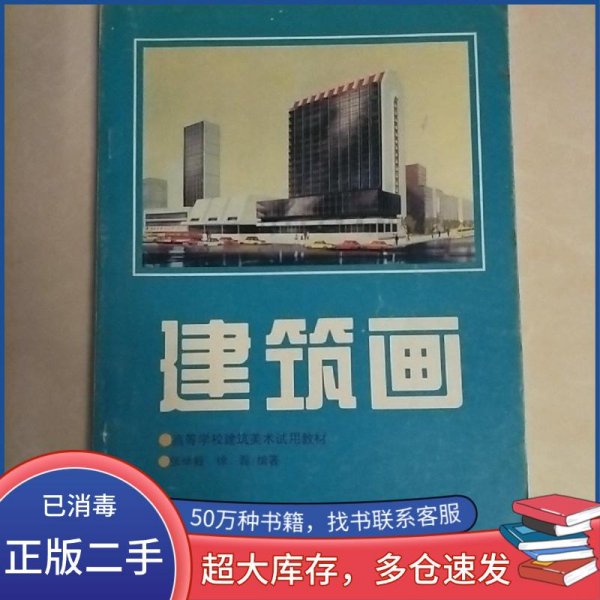 建筑画
高等学校建筑美术试用教材
编著
已消毒
正版二手
50万种书籍，找书联系客服
超大库存，多仓速发